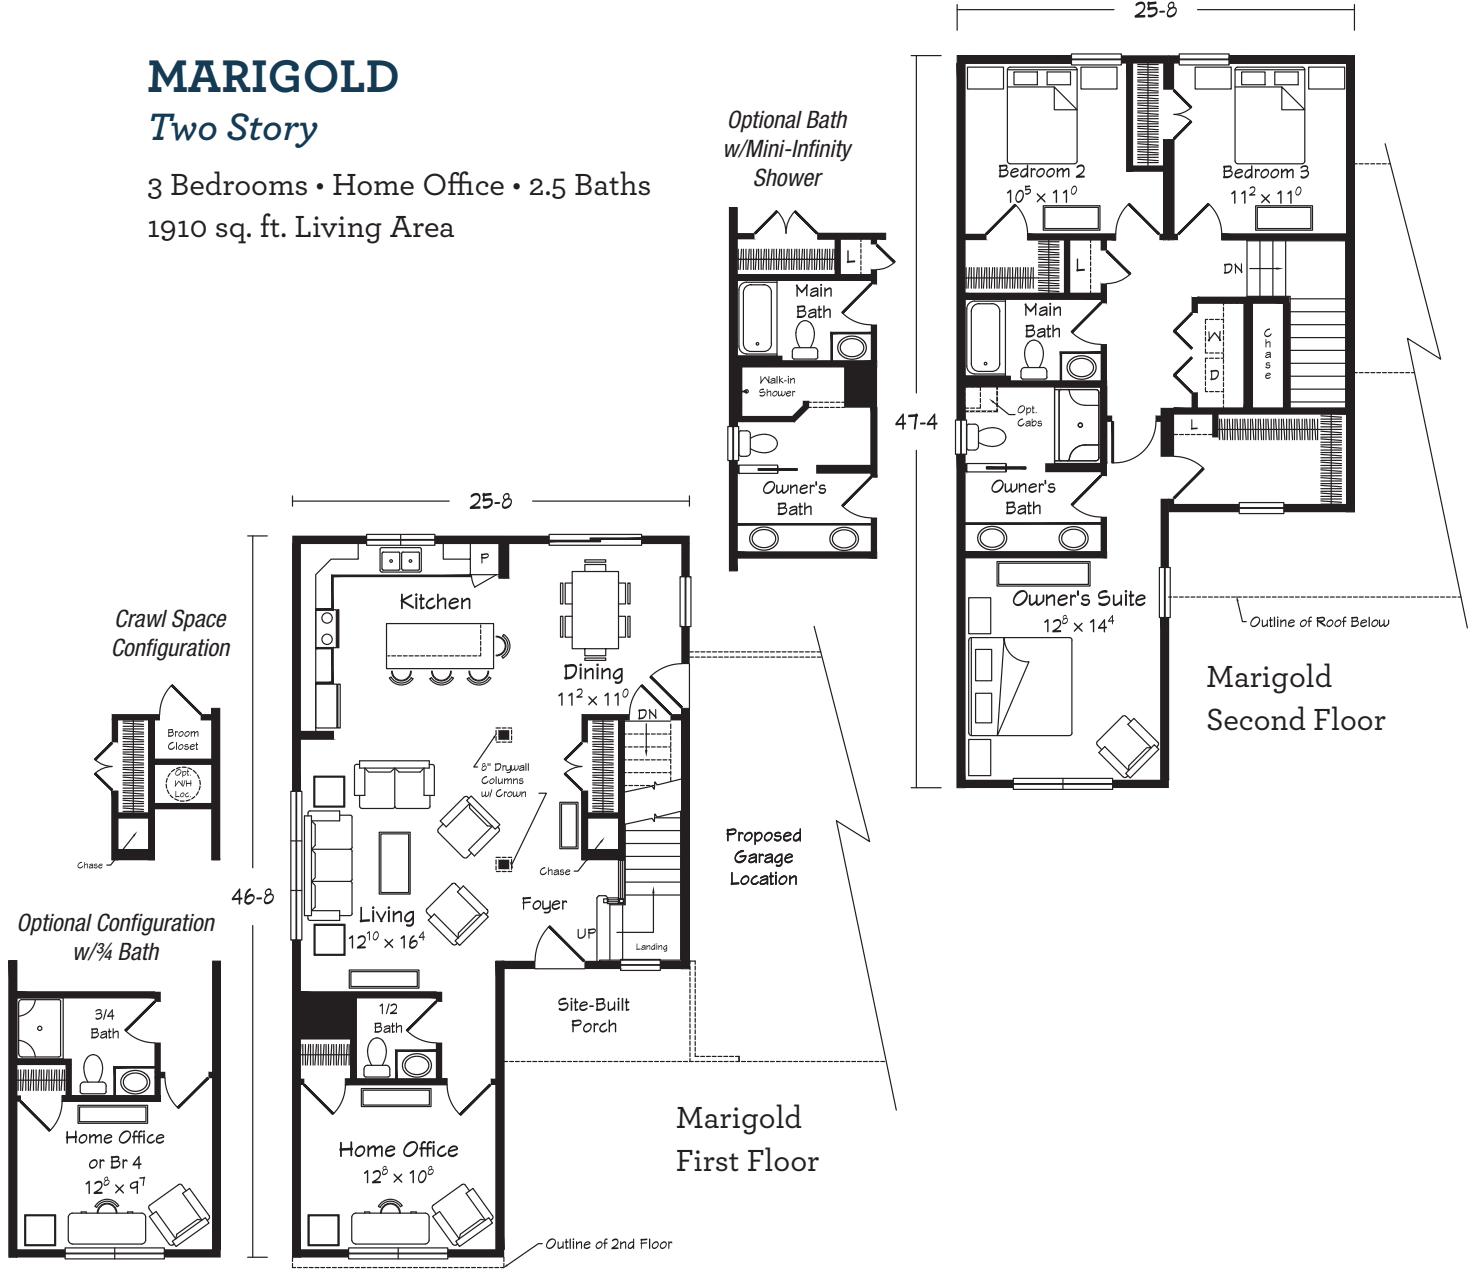 MARIGOLD
Two Story
3 Bedrooms • Home Office • 2.5 Baths
1910 sq. ft. Living Area
Optional Bath
w/Mini-Infinity
Shower
L
Main
Bath
Walk-in
Shower
Owner's
Bath
25-8
47-4
Bedroom 2
10⁵ x 11⁰
Bedroom 3
11² x 11⁰
L
DN
Main
Bath
W
D
Chase
Opt.
Cabs
L
Owner's
Bath
Owner's Suite
12⁸ x 14⁴
Outline of Roof Below
Marigold
Second Floor
25-8
46-8
P
Kitchen
Dining
11² x 11⁰
DN
8" Drywall
Columns
w/ Crown
Chase
Foyer
UP
Landing
Living
12¹⁰ x 16⁴
Proposed
Garage
Location
Site-Built
Porch
1/2
Bath
Home Office
12⁸ x 10⁸
Outline of 2nd Floor
Marigold
First Floor
Crawl Space
Configuration
Broom
Closet
Opt.
W/H
Loc.
Chase
Optional Configuration
w/¾ Bath
3/4
Bath
Home Office
or Br 4
12⁸ x 9⁷